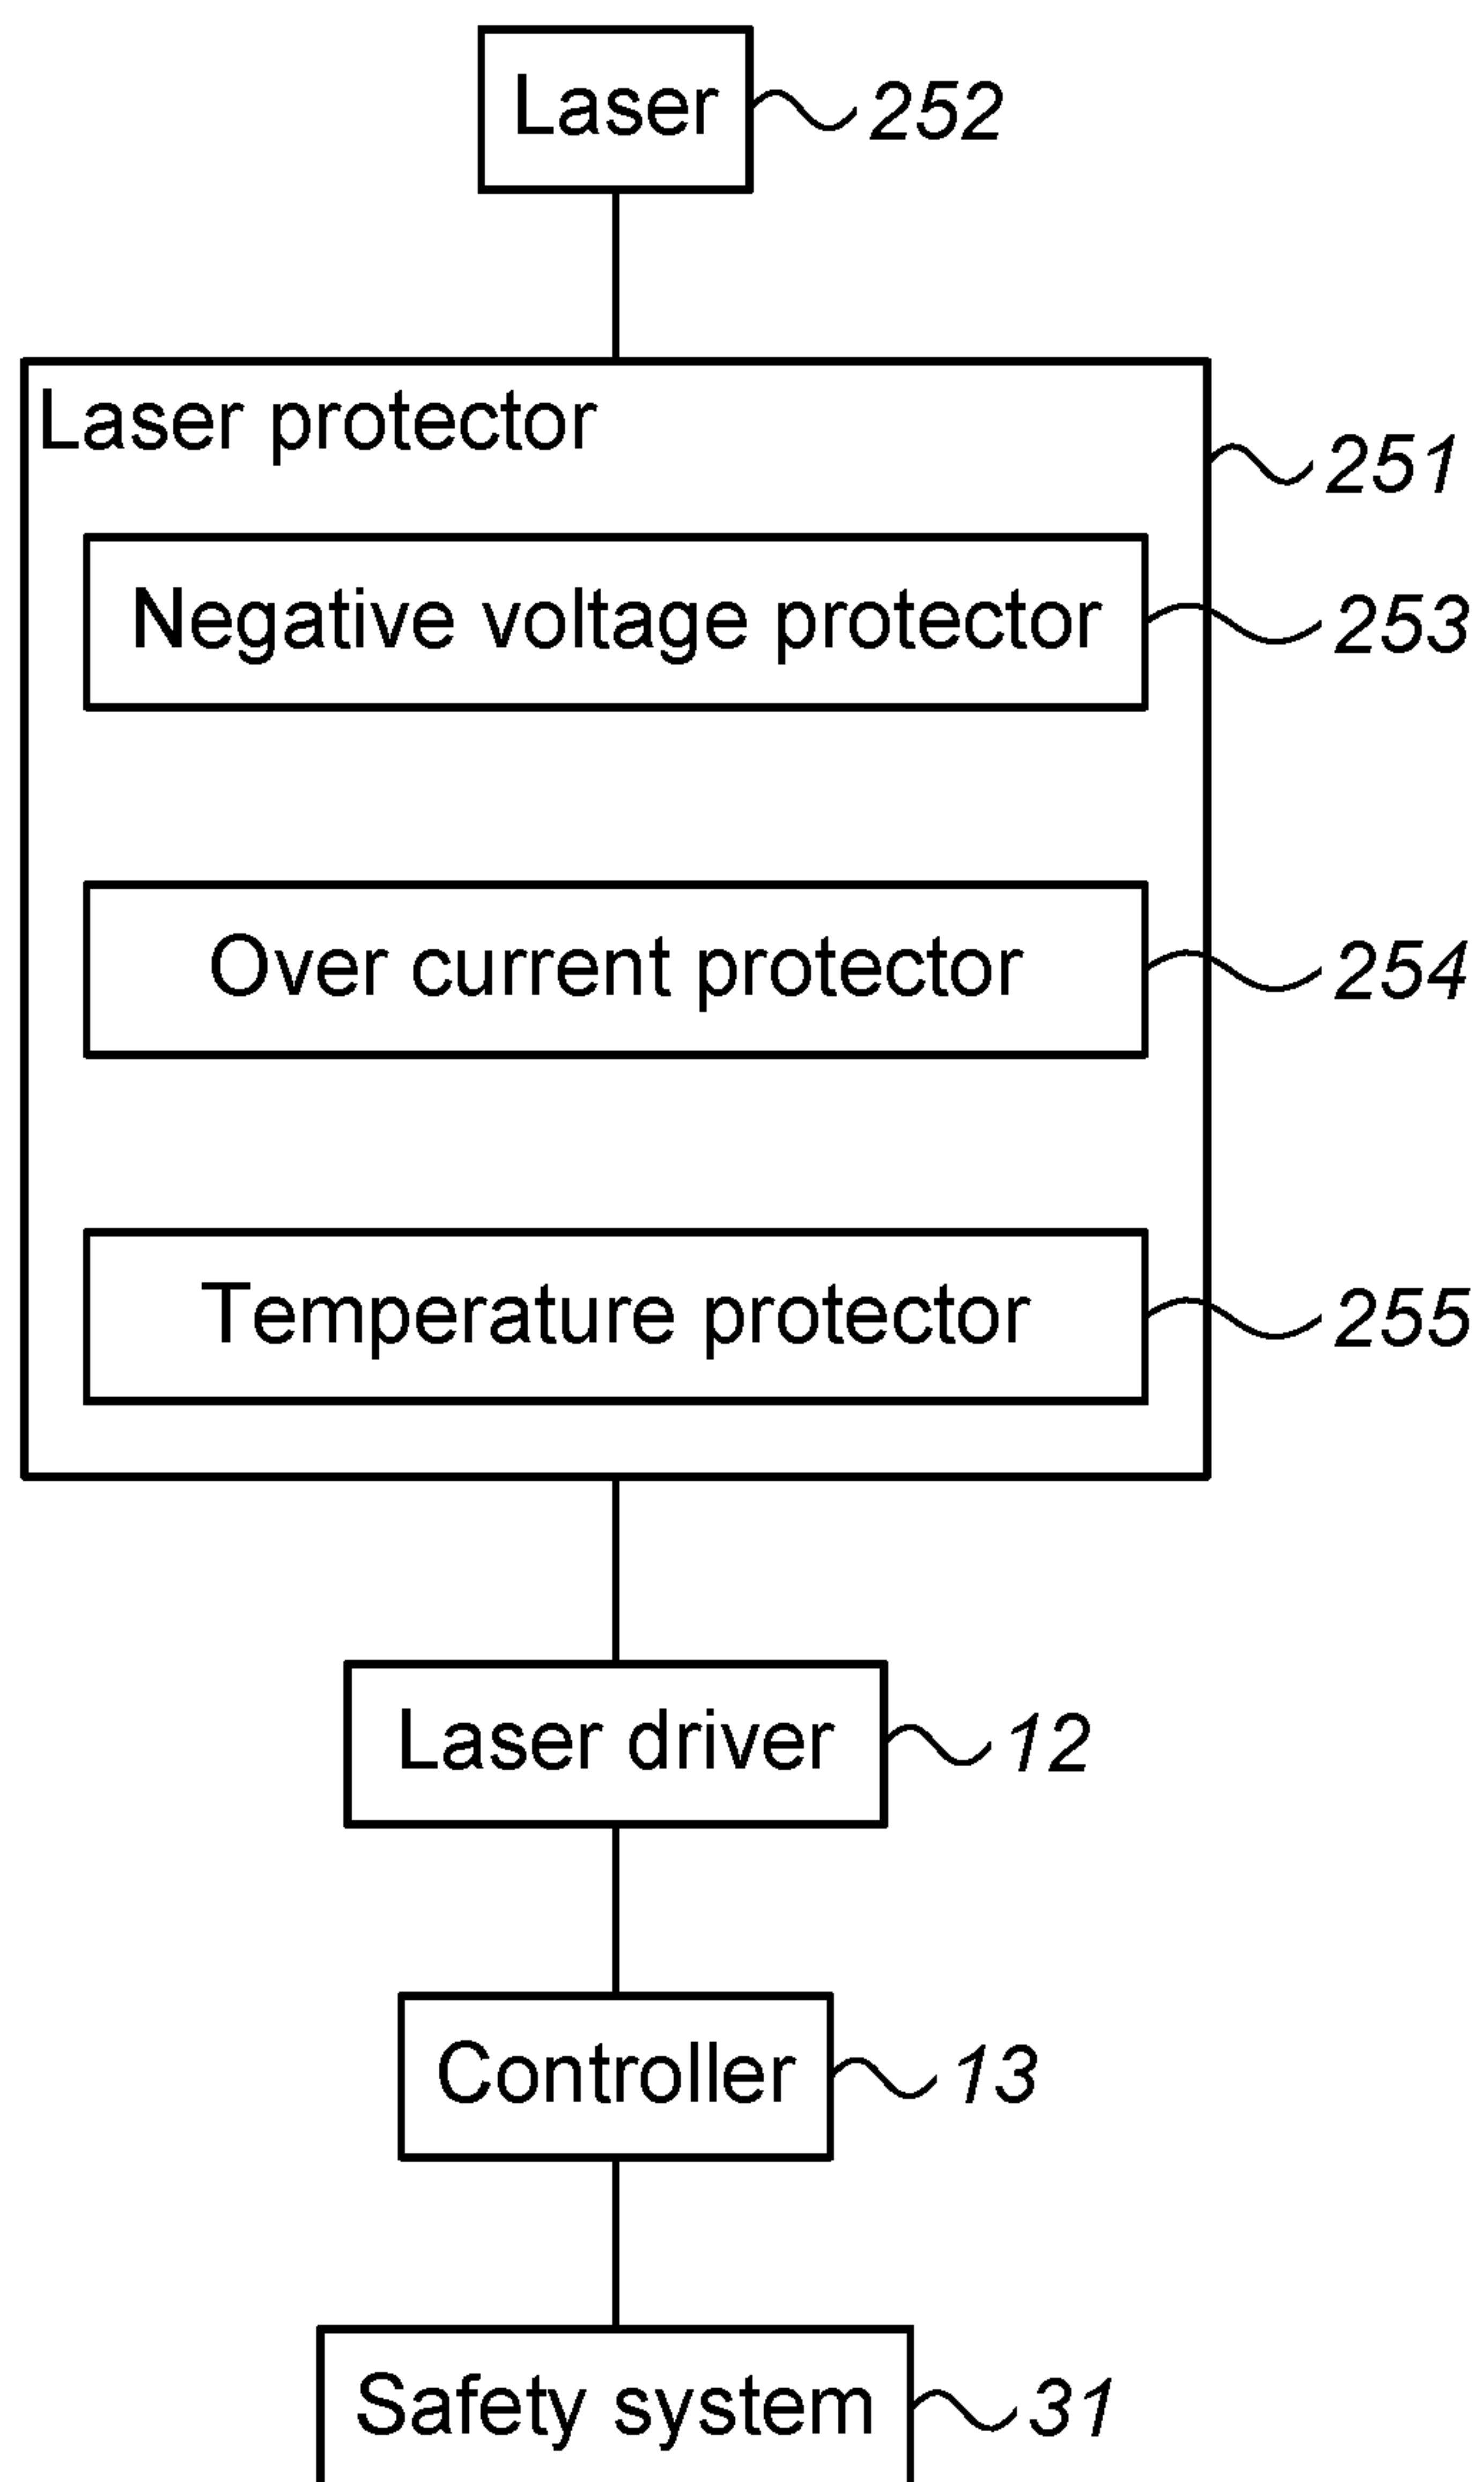 Laser 252
Laser protector 251
Negative voltage protector 253
Over current protector 254
Temperature protector 255
Laser driver 12
Controller 13
Safety system 31